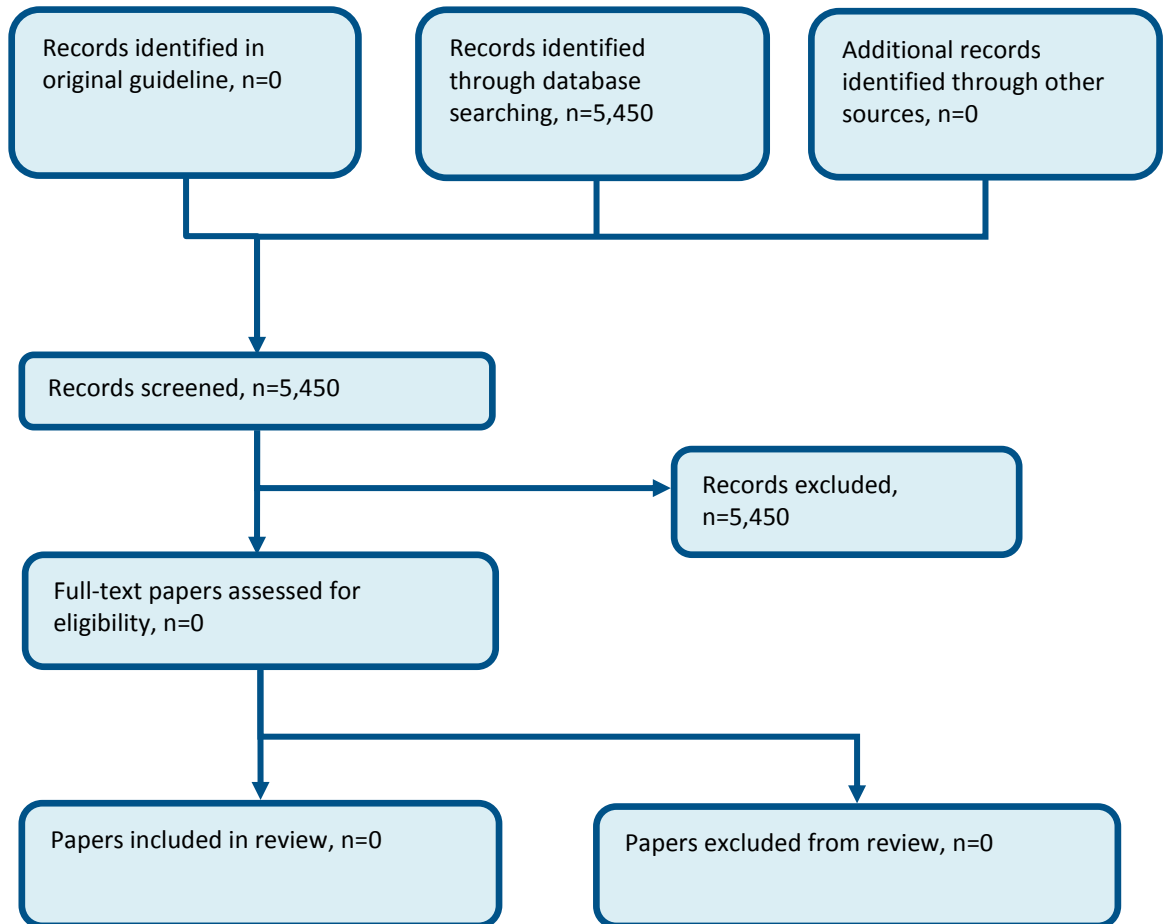 Records identified in
original guideline, n=0
Records identified
through database
searching, n=5,450
Additional records
identified through other
sources, n=0
Records screened, n=5,450
Records excluded,
n=5,450
Full-text papers assessed for
eligibility, n=0
Papers included in review, n=0
Papers excluded from review, n=0